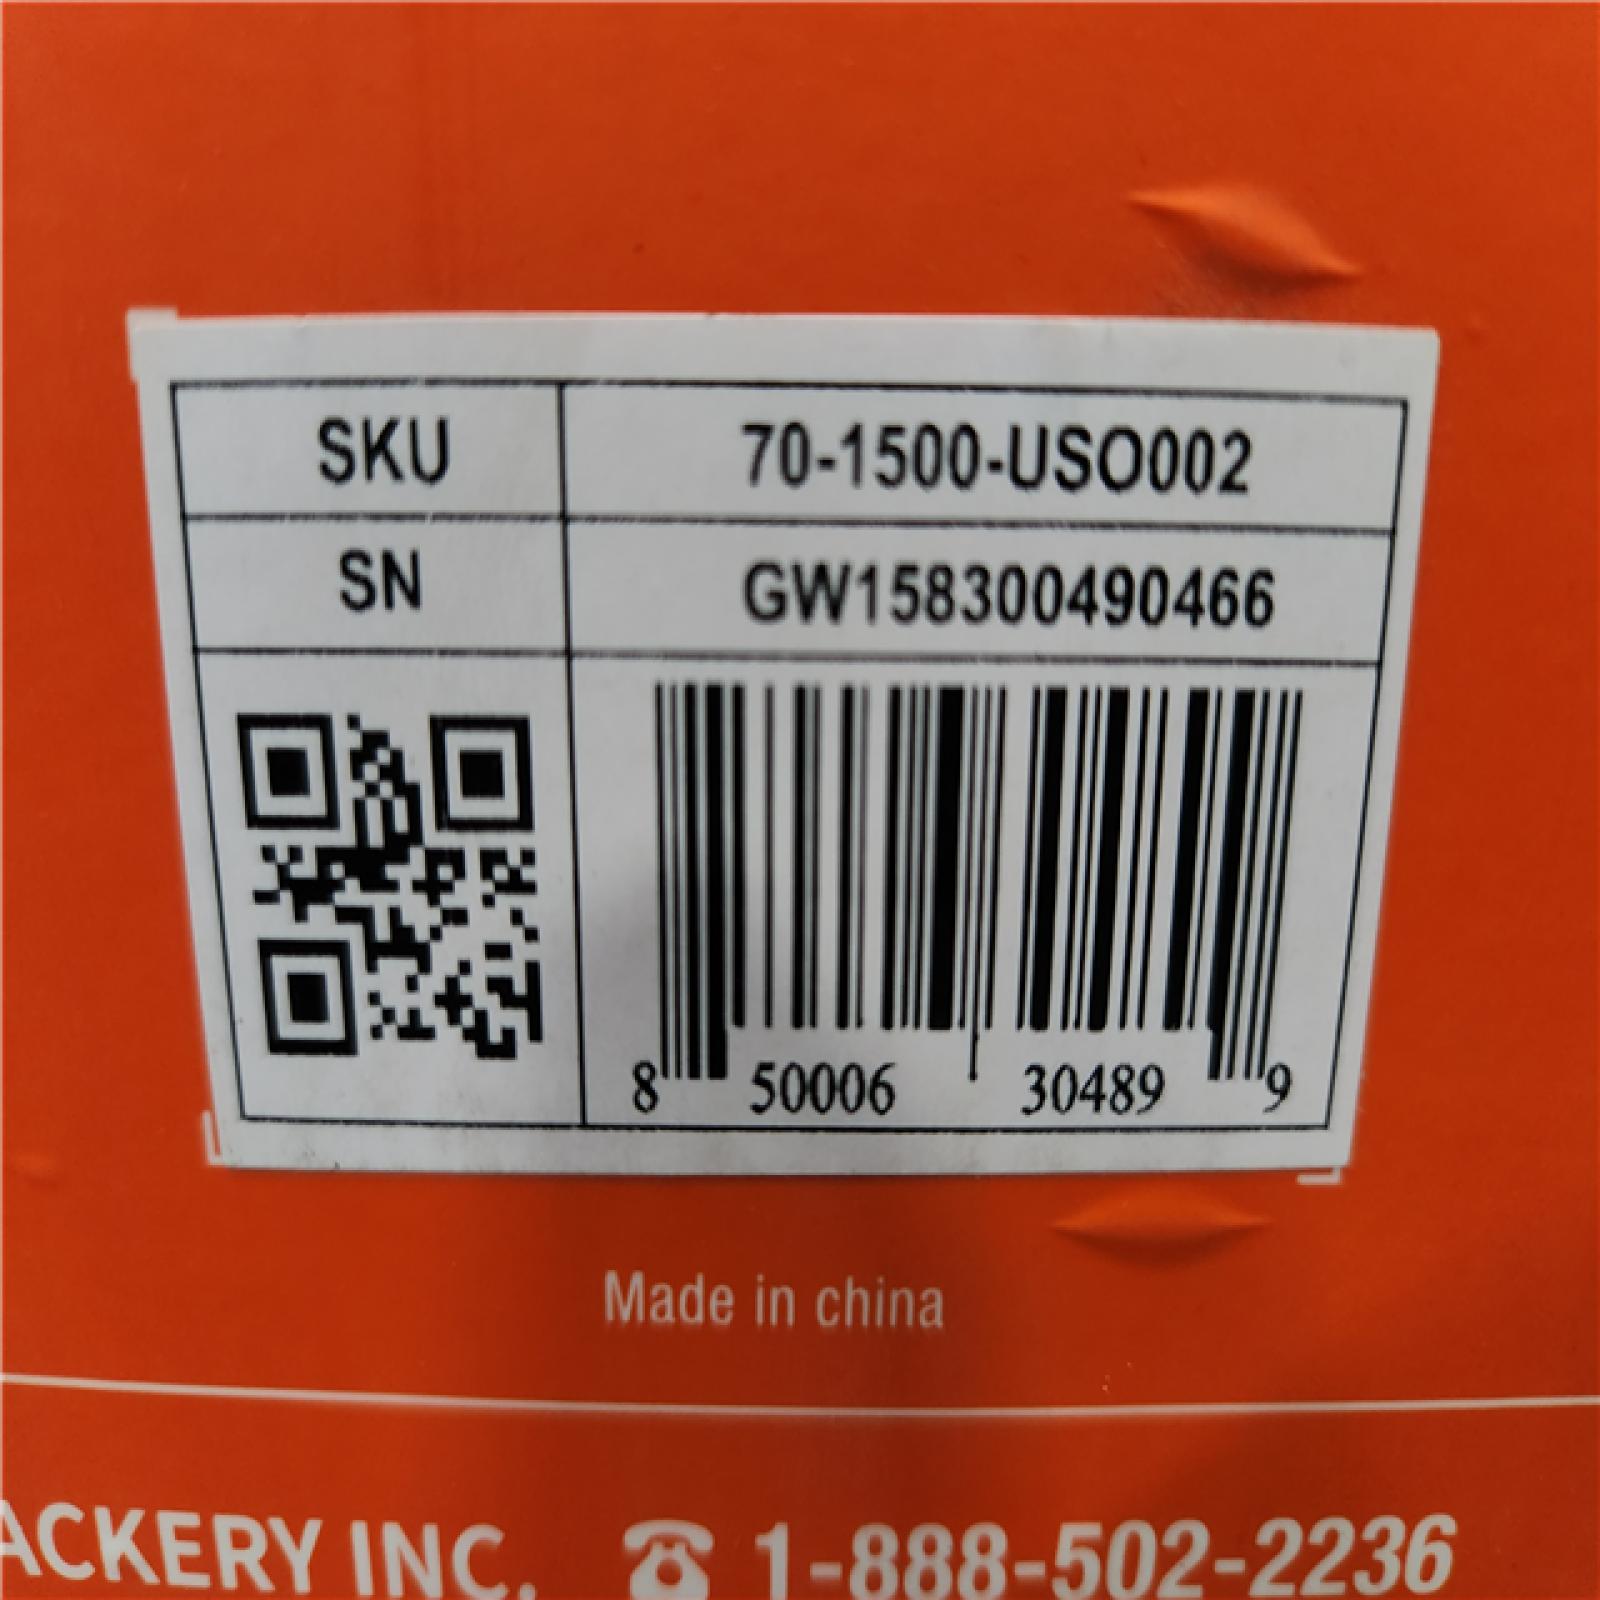 SKU 70-1500-USO002
SN GW158300490466
8 50006 30489 9
Made in china
ACKERY INC. 1-888-502-2236